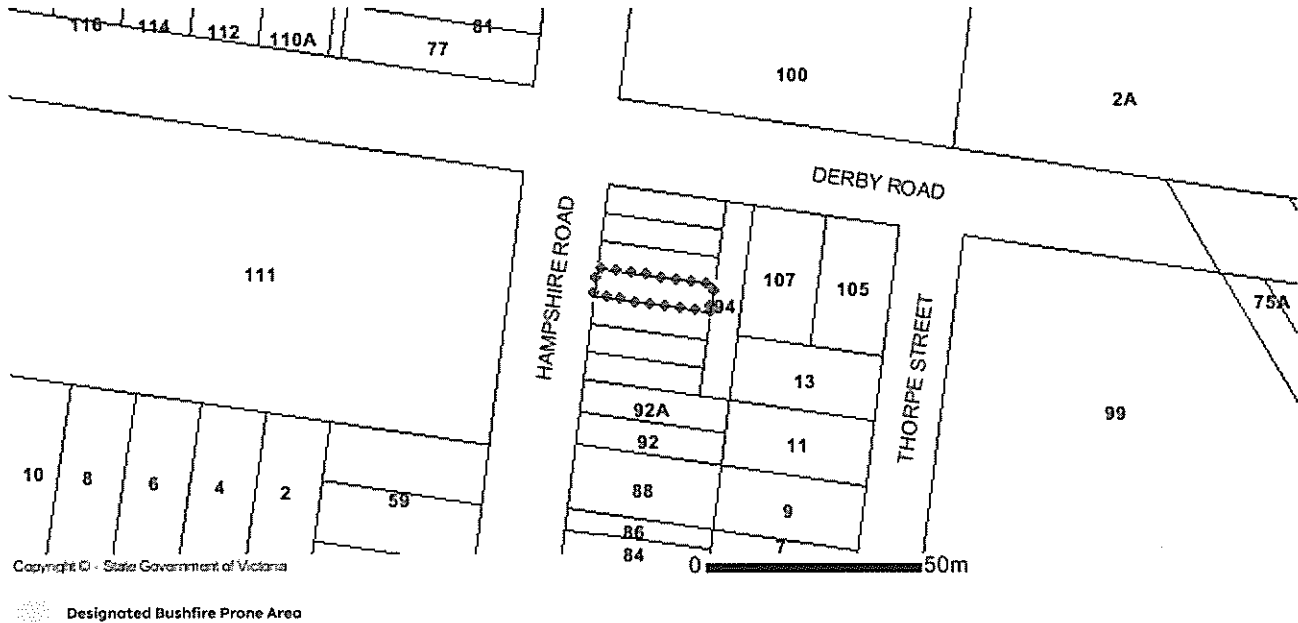 116
114
112
110A
81
77
100
2A
DERBY ROAD
HAMPSHIRE ROAD
111
107
105
94
75A
THORPE STREET
13
99
92A
92
11
10
8
6
4
2
59
88
9
86
7
84
0
50m
Copyright © - State Government of Victoria
Designated Bushfire Prone Area